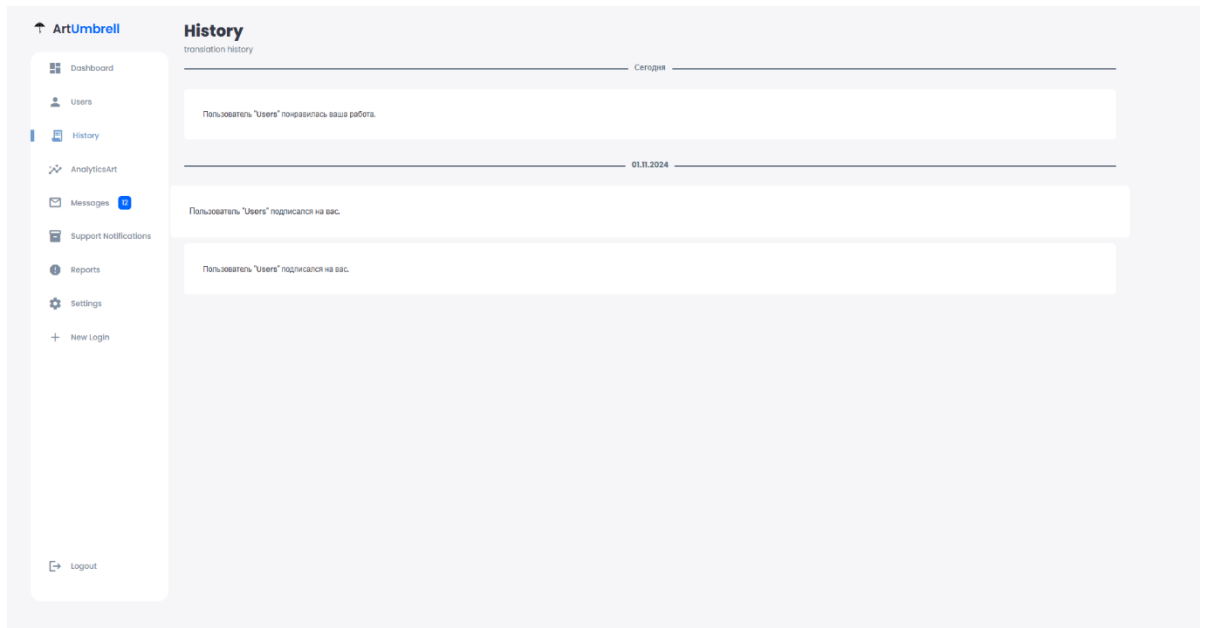 ArtUmbrell
Dashboard
Users
History
AnalyticsArt
Messages 12
Support Notifications
Reports
Settings
New Login
Logout
History
translation history
Сегодня
Пользователь "Users" понравилась ваша работа.
01.11.2024
Пользователь "Users" подписался на вас.
Пользователь "Users" подписался на вас.